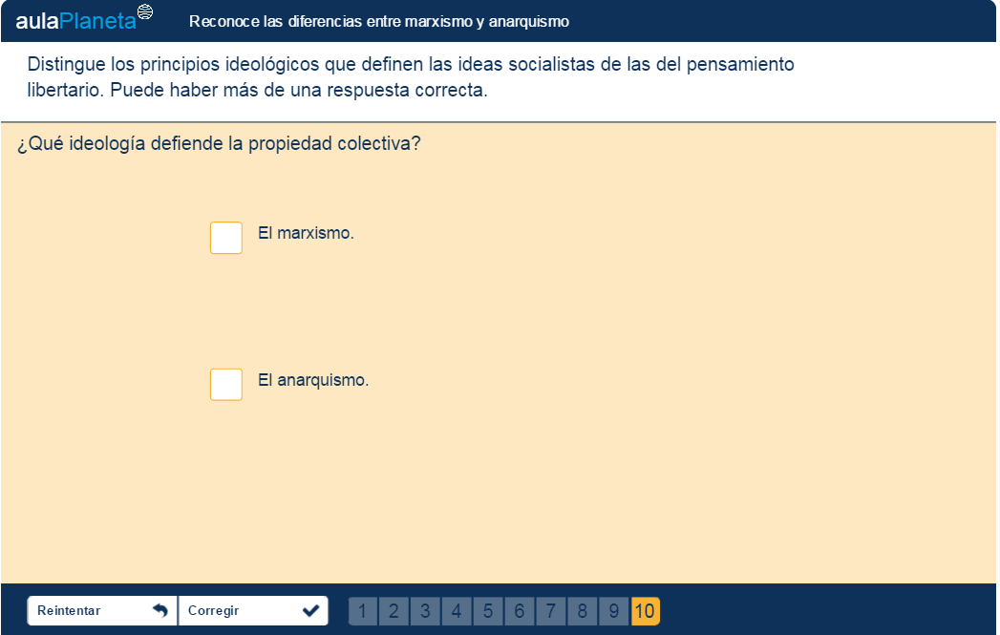 aulaPlaneta
Reconoce las diferencias entre marxismo y anarquismo
Distingue los principios ideológicos que definen las ideas socialistas de las del pensamiento
libertario. Puede haber más de una respuesta correcta.
¿Qué ideología defiende la propiedad colectiva?
El marxismo.
El anarquismo.
Reintentar Corregir 1 2 3 4 5 6 7 8 9 10